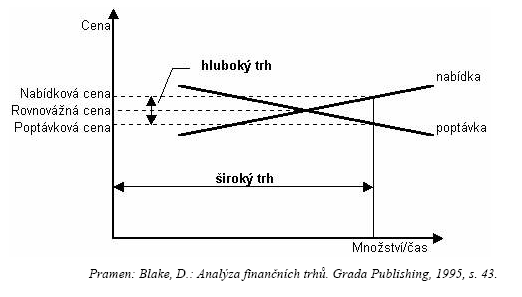 Cena
hluboký trh
nabídka
Nabídková cena
Rovnovážná cena
Poptávková cena
poptávka
široký trh
Množství/čas
Pramen: Blake, D.: Analýza finančních trhů. Grada Publishing, 1995, s. 43.